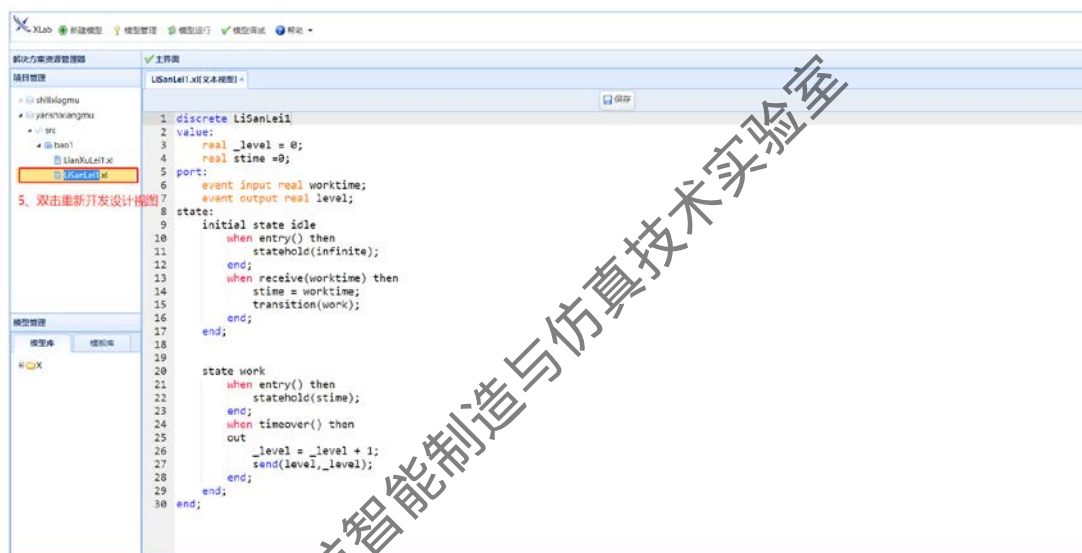 XLab 新建模型 模型管理 模型运行 模型调试 帮助
解决方案资源管理器
主界面
项目管理
LiSanLei1.xl[文本视图]
保存
yanshixiangmu
src
bao1
LianXuLei1.xl
LiSanLei1.xl
5、双击重新开发设计视图
模型管理
模型库 模板库
X
1 discrete LiSanLei1
2 value:
3 real _level = 0;
4 real stime =0;
5 port:
6 event input real worktime;
7 event output real level;
8 state:
9 initial state idle
10 when entry() then
11 statehold(infinite);
12 end;
13 when receive(worktime) then
14 stime = worktime;
15 transition(work);
16 end;
17 end;
18
19
20 state work
21 when entry() then
22 statehold(stime);
23 end;
24 when timeover() then
25 out
26 _level = _level + 1;
27 send(level,_level);
28 end;
29 end;
30 end;
智能制造与仿真技术实验室